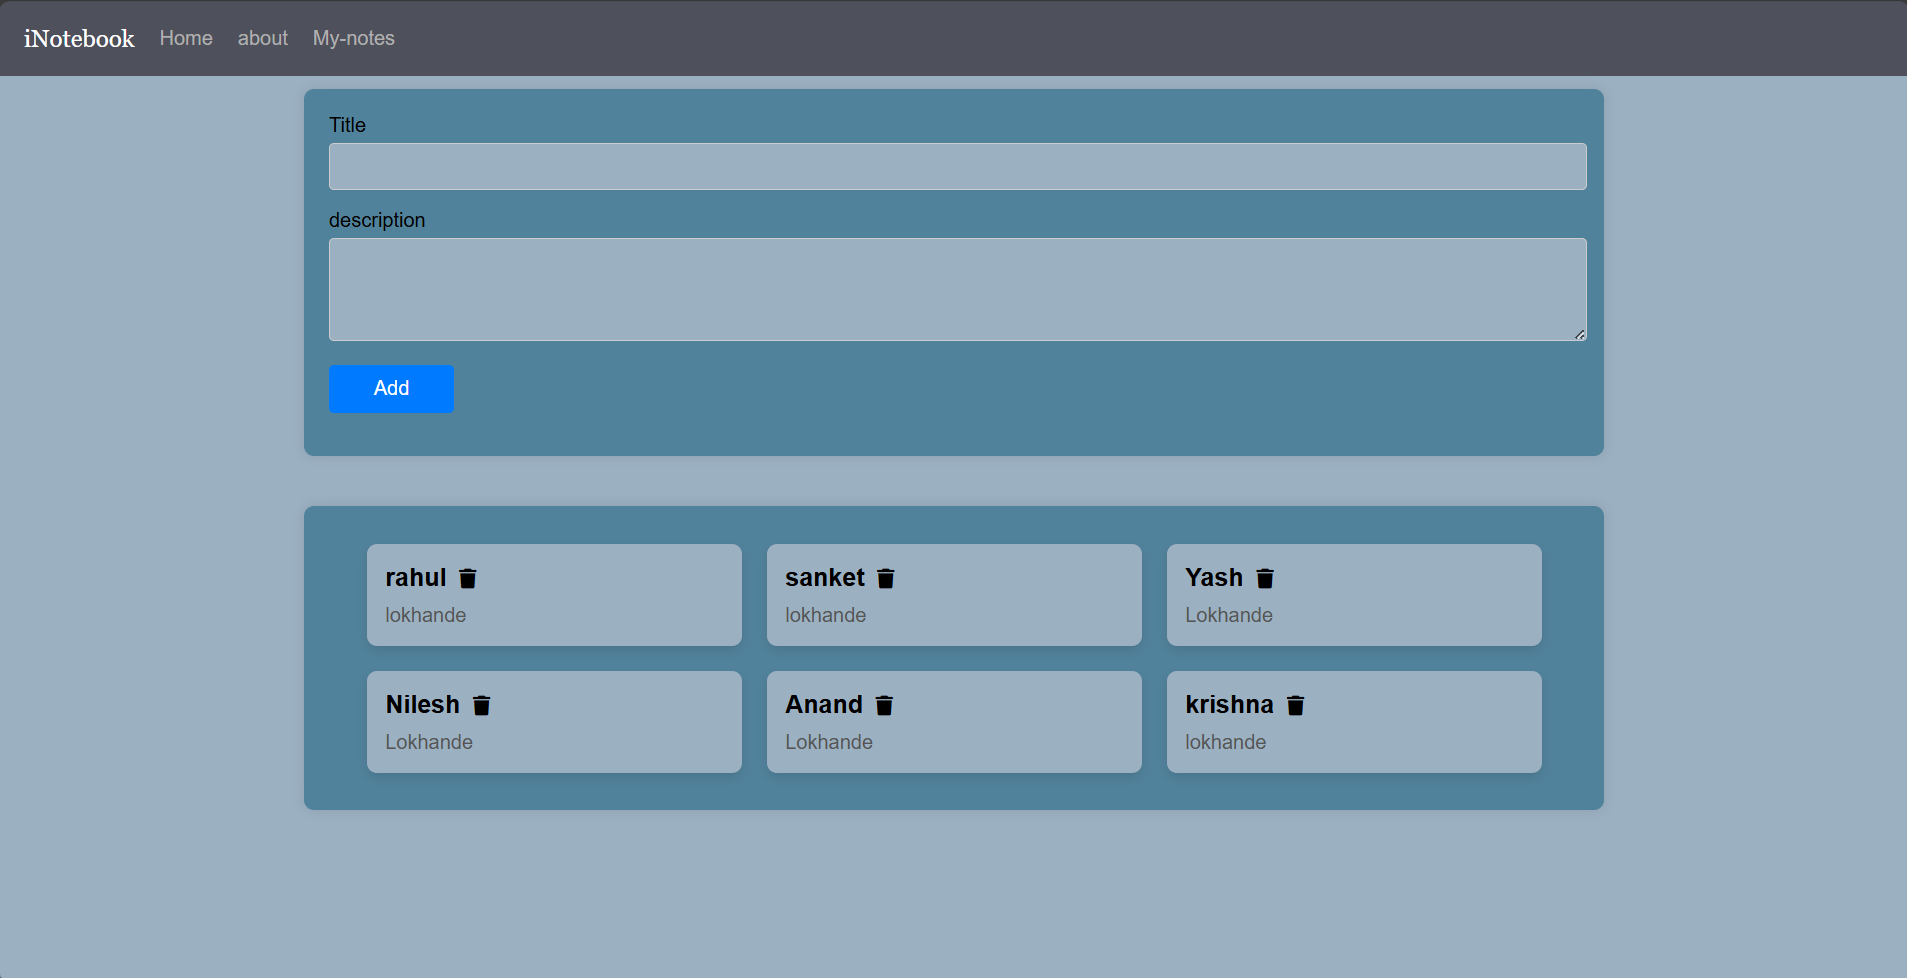 iNotebook Home about My-notes
Title
description
Add
rahul sanket Yash
lokhande lokhande Lokhande
Nilesh Anand krishna
Lokhande Lokhande lokhande